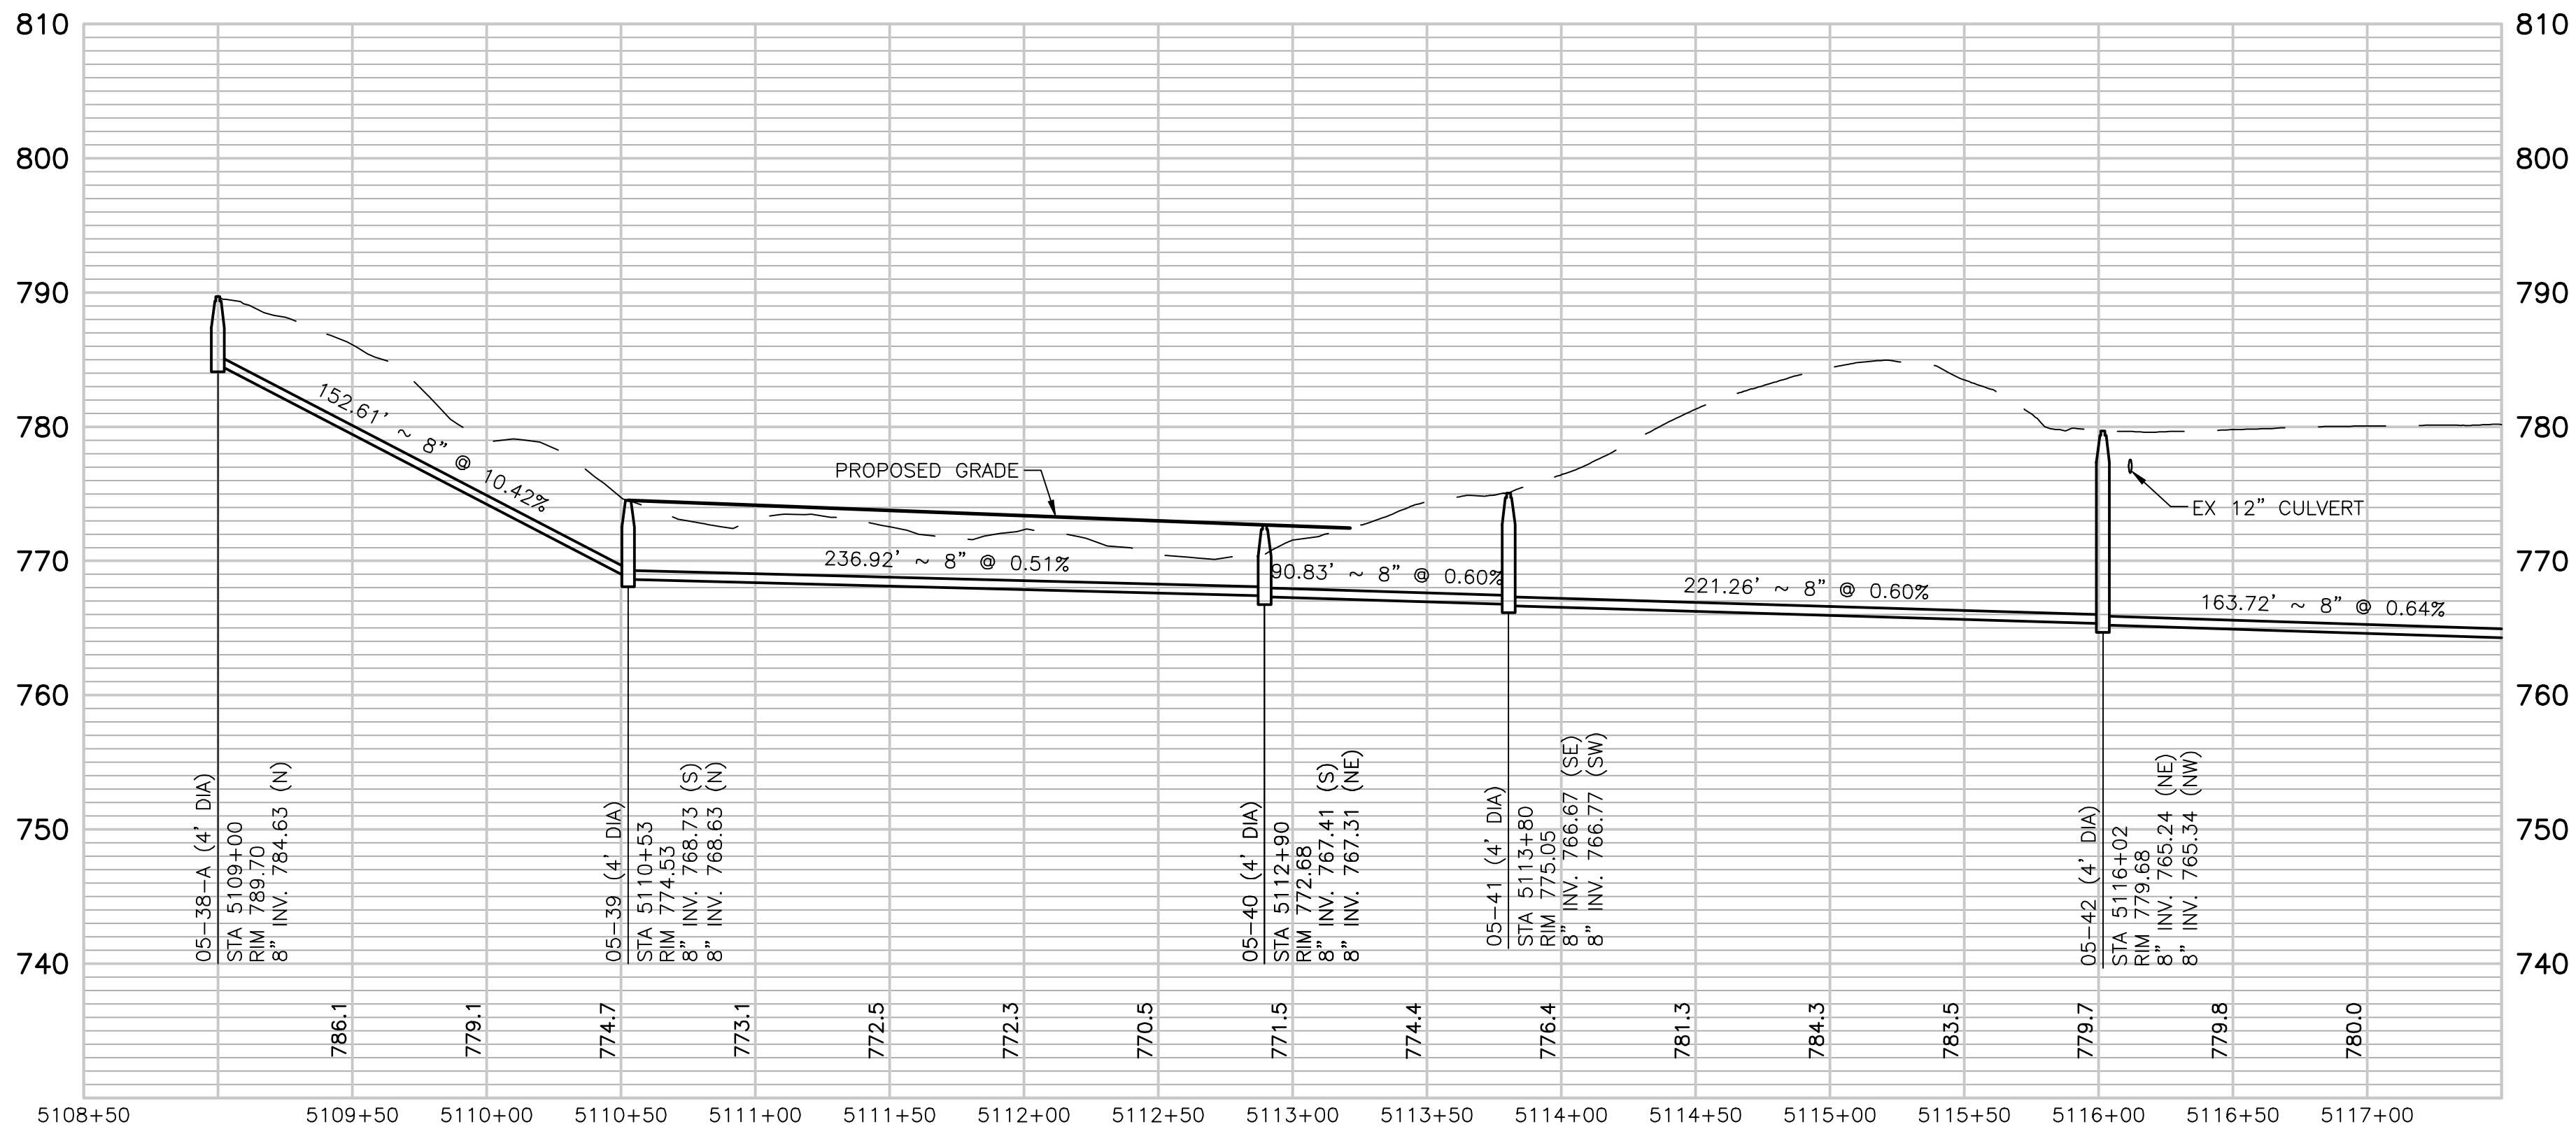 810
810
800
800
790
790
780
780
770
770
760
760
750
750
740
740
152.61' ~ 8" @ 10.42%
PROPOSED GRADE
236.92' ~ 8" @ 0.51%
90.83' ~ 8" @ 0.60%
221.26' ~ 8" @ 0.60%
163.72' ~ 8" @ 0.64%
EX 12" CULVERT
05-38-A (4' DIA)
STA 5109+00
RIM 789.70
8" INV. 784.63 (N)
05-39 (4' DIA)
STA 5110+53
RIM 774.53
8" INV. 768.73 (S)
8" INV. 768.63 (N)
05-40 (4' DIA)
STA 5112+90
RIM 772.68
8" INV. 767.41 (S)
8" INV. 767.31 (NE)
05-41 (4' DIA)
STA 5113+80
RIM 775.05
8" INV. 766.67 (SE)
8" INV. 766.77 (SW)
05-42 (4' DIA)
STA 5116+02
RIM 779.68
8" INV. 765.24 (NE)
8" INV. 765.34 (NW)
786.1
779.1
774.7
773.1
772.5
772.3
770.5
771.5
774.4
776.4
781.3
784.3
783.5
779.7
779.8
780.0
5108+50
5109+50
5110+00
5110+50
5111+00
5111+50
5112+00
5112+50
5113+00
5113+50
5114+00
5114+50
5115+00
5115+50
5116+00
5116+50
5117+00